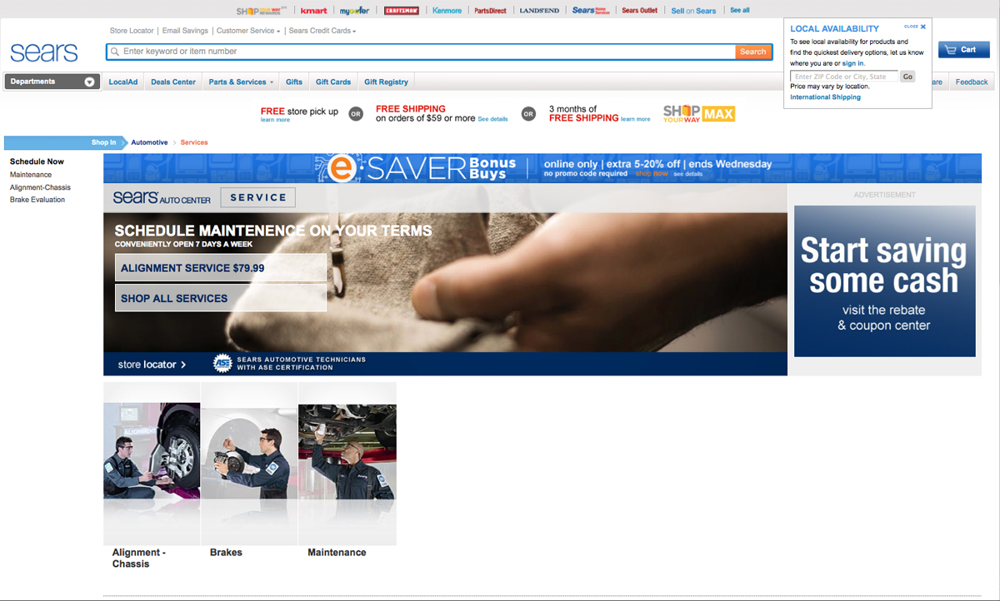 SHOP YOUR WAY REWARDS
kmart
mygofer
CRAFTSMAN
Kenmore
PartsDirect
LANDS'END
Sears Home Services
Sears Outlet
Sell on Sears
See all
Store Locator | Email Savings | Customer Service | Sears Credit Cards
sears
Enter keyword or item number
Search
LOCAL AVAILABILITY
CLOSE X
To see local availability for products and
find the quickest delivery options, let us know
where you are or sign in.
Enter ZIP Code or City, State
Go
Price may vary by location.
International Shipping
Cart
Departments
LocalAd
Deals Center
Parts & Services
Gifts
Gift Cards
Gift Registry
are
Feedback
FREE store pick up
learn more
OR
FREE SHIPPING
on orders of $59 or more See details
OR
3 months of
FREE SHIPPING learn more
SHOP YOUR WAY MAX
Shop In
Automotive > Services
Schedule Now
Maintenance
Alignment-Chassis
Brake Evaluation
eSAVER Bonus Buys
online only | extra 5-20% off | ends Wednesday
no promo code required shop now see details
sears AUTO CENTER
SERVICE
SCHEDULE MAINTENENCE ON YOUR TERMS
CONVENIENTLY OPEN 7 DAYS A WEEK
ALIGNMENT SERVICE $79.99
SHOP ALL SERVICES
store locator >
ASE
SEARS AUTOMOTIVE TECHNICIANS
WITH ASE CERTIFICATION
ADVERTISEMENT
Start saving
some cash
visit the rebate
& coupon center
ALIGNMENT
Alignment -
Chassis
Brakes
Maintenance